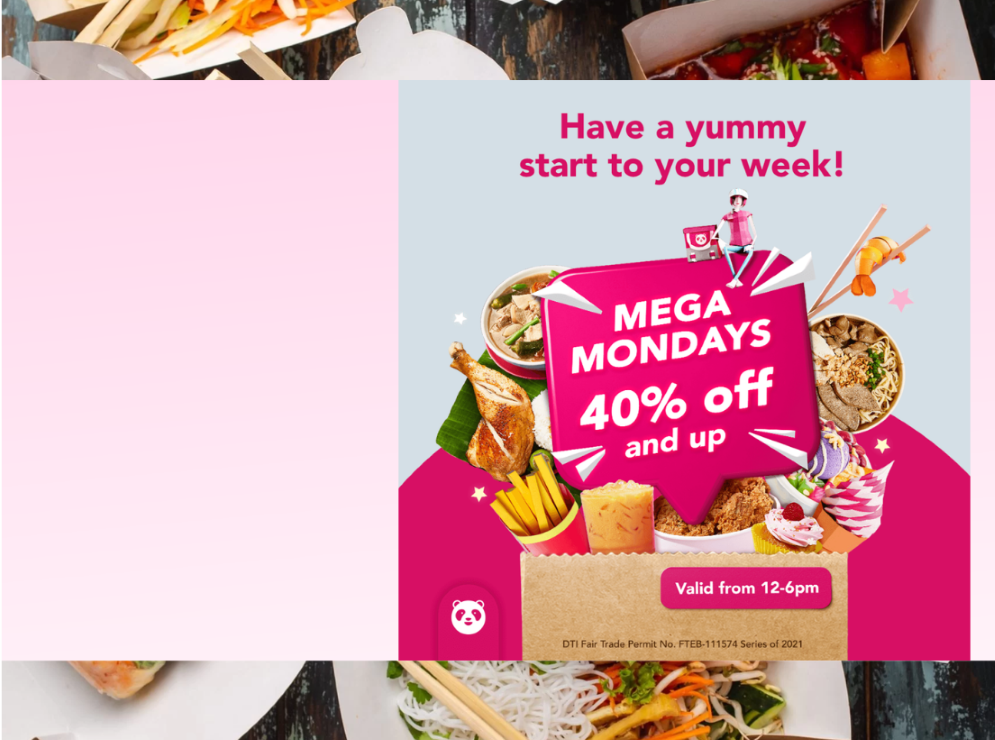 Have a yummy
start to your week!
MEGA
MONDAYS
40% off
and up
Valid from 12-6pm
DTI Fair Trade Permit No. FTEB-111574 Series of 2021